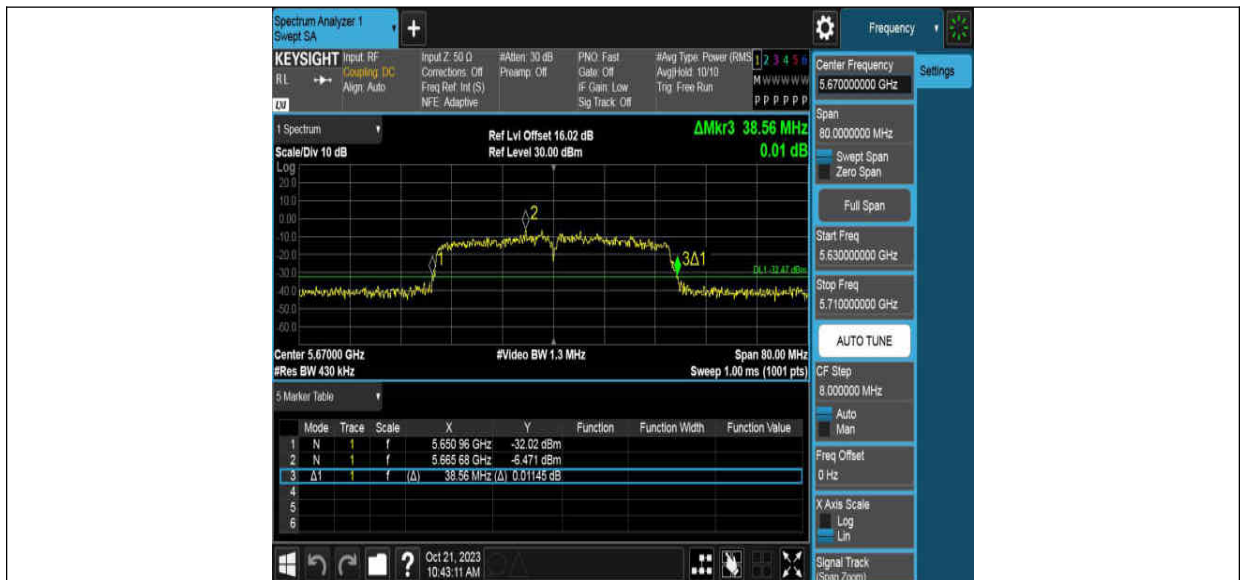 Spectrum Analyzer 1
Swept SA
+
Frequency
KEYSIGHT Input: RF Input Z: 50 Ω #Atten: 30 dB PNO: Fast #Avg Type: Power (RMS 1 2 3 4 5 6
RL Coupling: DC Corrections: Off Preamp: Off Gate: Off Avg|Hold: 10/10 M W W W W W
Align: Auto Freq Ref: Int (S) IF Gain: Low Trig: Free Run
NFE: Adaptive Sig Track: Off P P P P P P
Center Frequency
5.670000000 GHz
Settings
Span
80.0000000 MHz
Swept Span
Zero Span
Full Span
Start Freq
5.630000000 GHz
Stop Freq
5.710000000 GHz
AUTO TUNE
CF Step
8.000000 MHz
Auto
Man
Freq Offset
0 Hz
X Axis Scale
Log
Lin
Signal Track
(Span Zoom)
1 Spectrum
Scale/Div 10 dB
Ref Lvl Offset 16.02 dB
Ref Level 30.00 dBm
ΔMkr3 38.56 MHz
0.01 dB
Log
20.0
10.0
0.00
-10.0
-20.0
-30.0
-40.0
-50.0
-60.0
2
1
3Δ1
DL1 -32.47 dBm
Center 5.67000 GHz #Video BW 1.3 MHz Span 80.00 MHz
#Res BW 430 kHz Sweep 1.00 ms (1001 pts)
5 Marker Table
Mode Trace Scale X Y Function Function Width Function Value
1 N 1 f 5.650 96 GHz -32.02 dBm
2 N 1 f 5.665 68 GHz -6.471 dBm
3 Δ1 1 f (Δ) 38.56 MHz (Δ) 0.01145 dB
4
5
6
?
Oct 21, 2023
10:43:11 AM